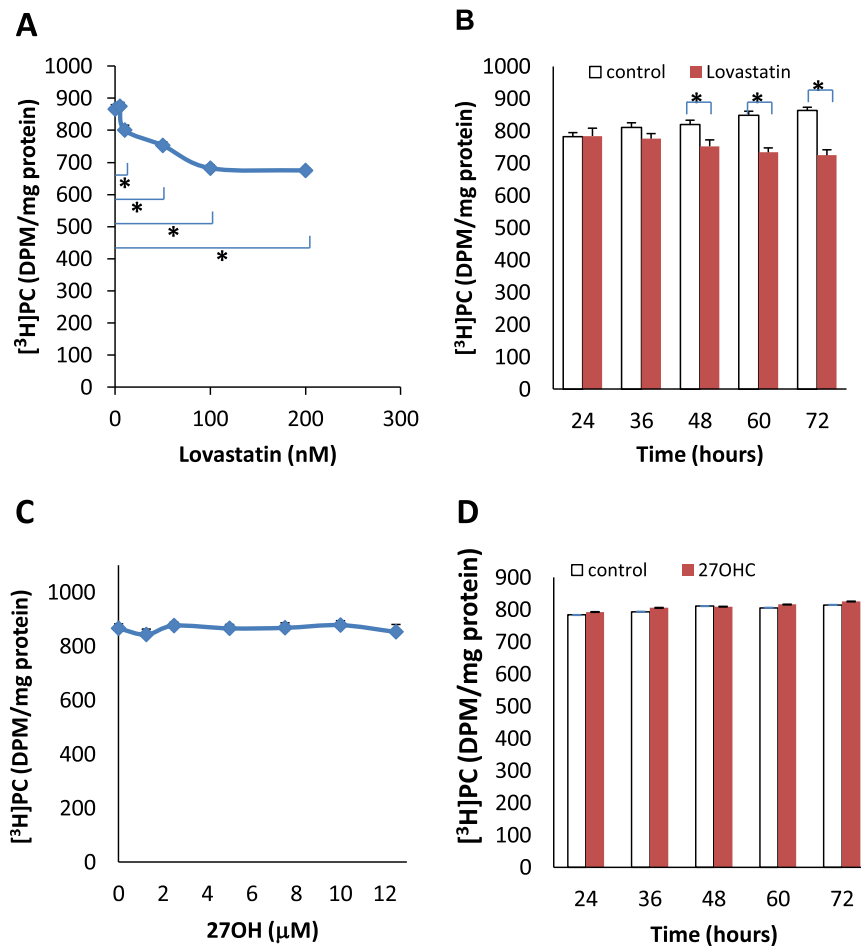 A
[³H]PC (DPM/mg protein)
1000
900
800
700
600
500
400
300
200
100
0
*
*
*
*
0 100 200 300
Lovastatin (nM)
B
[³H]PC (DPM/mg protein)
control Lovastatin
1000
900
800
700
600
500
400
300
200
100
0
* * *
24 36 48 60 72
Time (hours)
C
[³H]PC (DPM/mg protein)
1000
800
600
400
200
0
0 2 4 6 8 10 12
27OH (μM)
D
[³H]PC (DPM/mg protein)
control 27OHC
900
800
700
600
500
400
300
200
100
0
24 36 48 60 72
Time (hours)